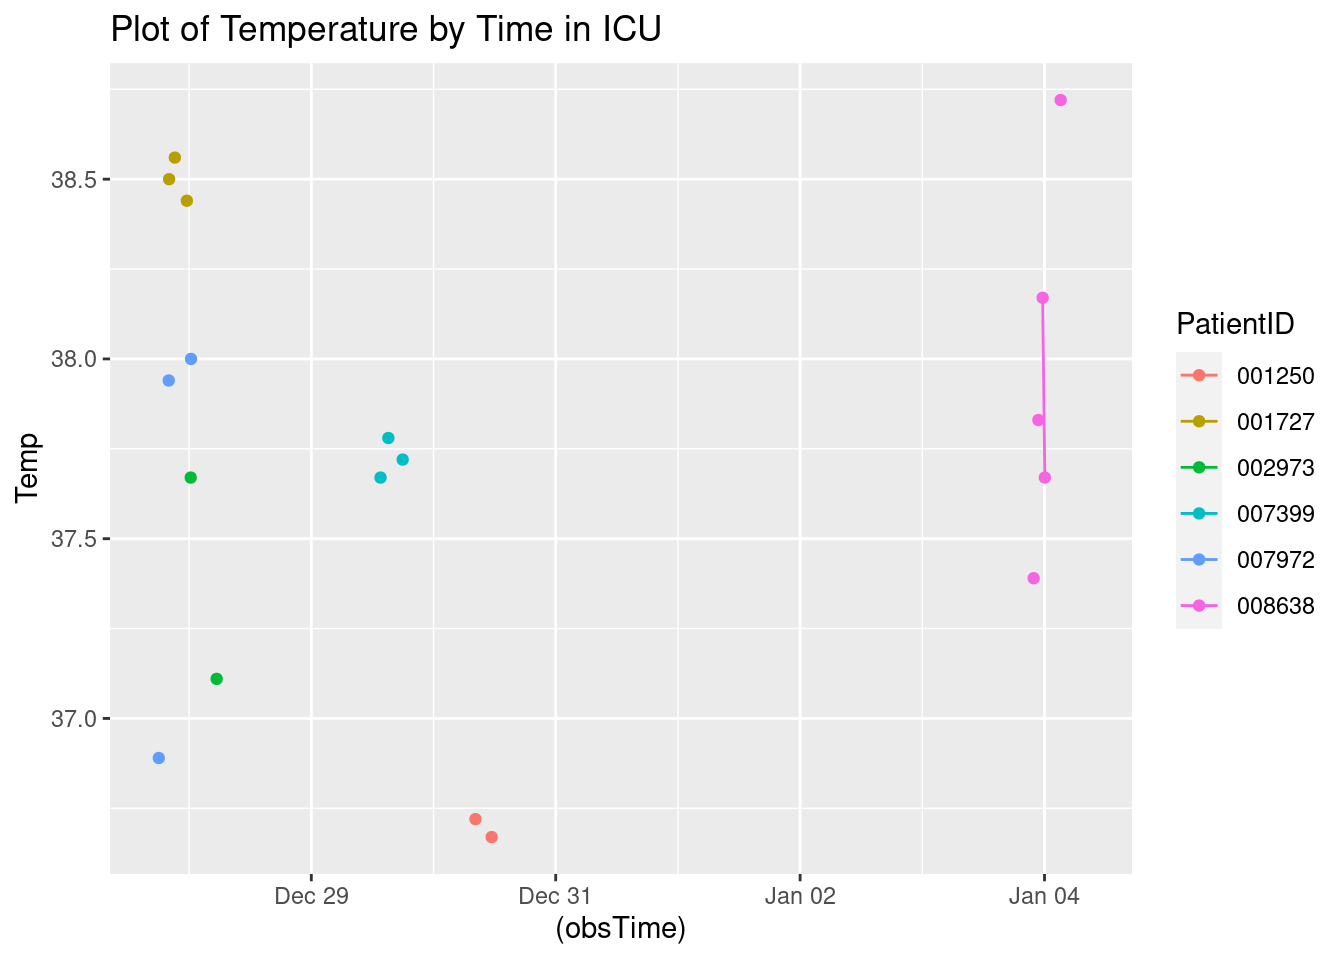 Plot of Temperature by Time in ICU
38.5
38.0
37.5
37.0
Temp
Dec 29
Dec 31
Jan 02
Jan 04
(obsTime)
PatientID
001250
001727
002973
007399
007972
008638